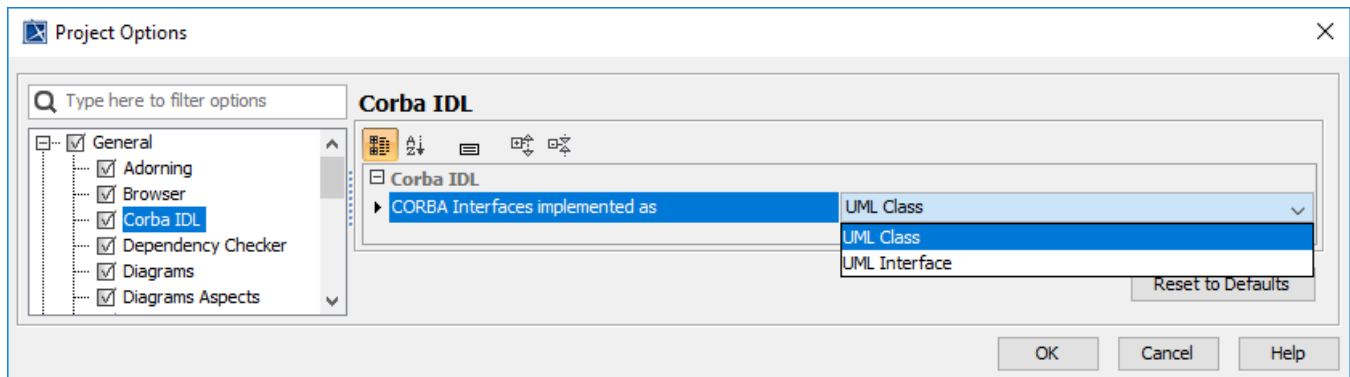 Project Options
Type here to filter options
General
Adorning
Browser
Corba IDL
Dependency Checker
Diagrams
Diagrams Aspects
Corba IDL
Corba IDL
CORBA Interfaces implemented as
UML Class
UML Class
UML Interface
Reset to Defaults
OK
Cancel
Help